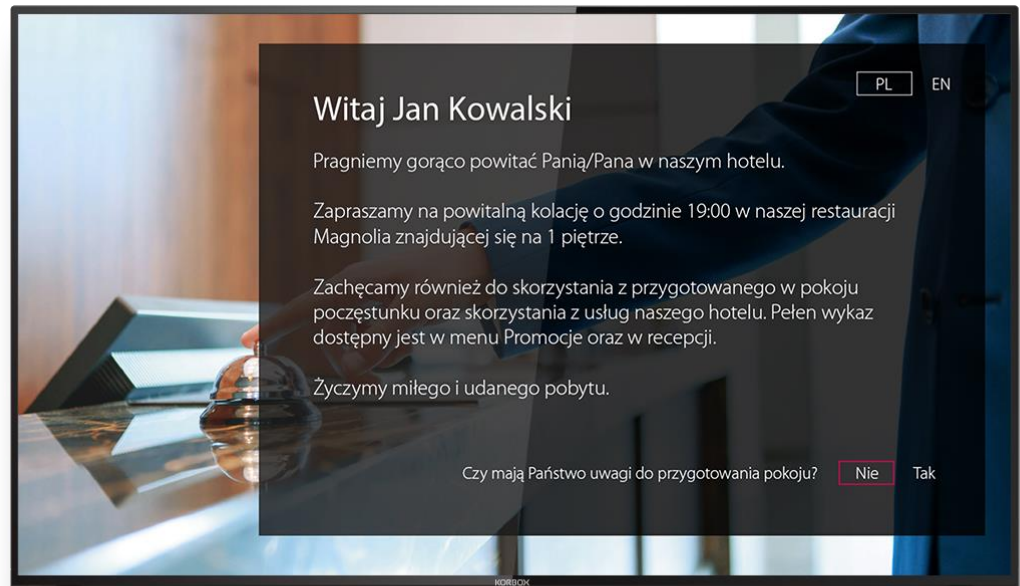 PL EN
Witaj Jan Kowalski
Pragniemy gorąco powitać Panią/Pana w naszym hotelu.
Zapraszamy na powitalną kolację o godzinie 19:00 w naszej restauracji
Magnolia znajdującej się na 1 piętrze.
Zachęcamy również do skorzystania z przygotowanego w pokoju
poczęstunku oraz skorzystania z usług naszego hotelu. Pełen wykaz
dostępny jest w menu Promocje oraz w recepcji.
Życzymy miłego i udanego pobytu.
Czy mają Państwo uwagi do przygotowania pokoju? Nie Tak
KORBOX